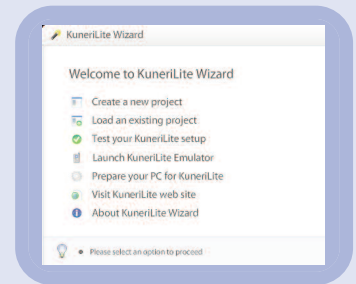 KuneriLite Wizard
Welcome to KuneriLite Wizard
Create a new project
Load an existing project
Test your KuneriLite setup
Launch KuneriLite Emulator
Prepare your PC for KuneriLite
Visit KuneriLite web site
About KuneriLite Wizard
Please select an option to proceed